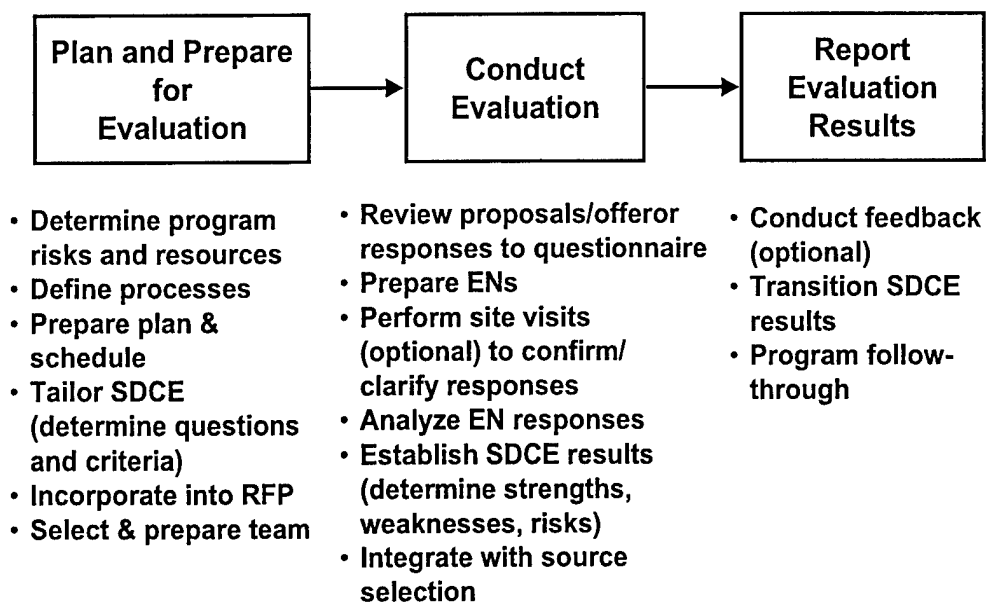 Plan and Prepare
for
Evaluation
Conduct
Evaluation
Report
Evaluation
Results
• Determine program
risks and resources
• Define processes
• Prepare plan &
schedule
• Tailor SDCE
(determine questions
and criteria)
• Incorporate into RFP
• Select & prepare team
• Review proposals/offeror
responses to questionnaire
• Prepare ENs
• Perform site visits
(optional) to confirm/
clarify responses
• Analyze EN responses
• Establish SDCE results
(determine strengths,
weaknesses, risks)
• Integrate with source
selection
• Conduct feedback
(optional)
• Transition SDCE
results
• Program follow-
through